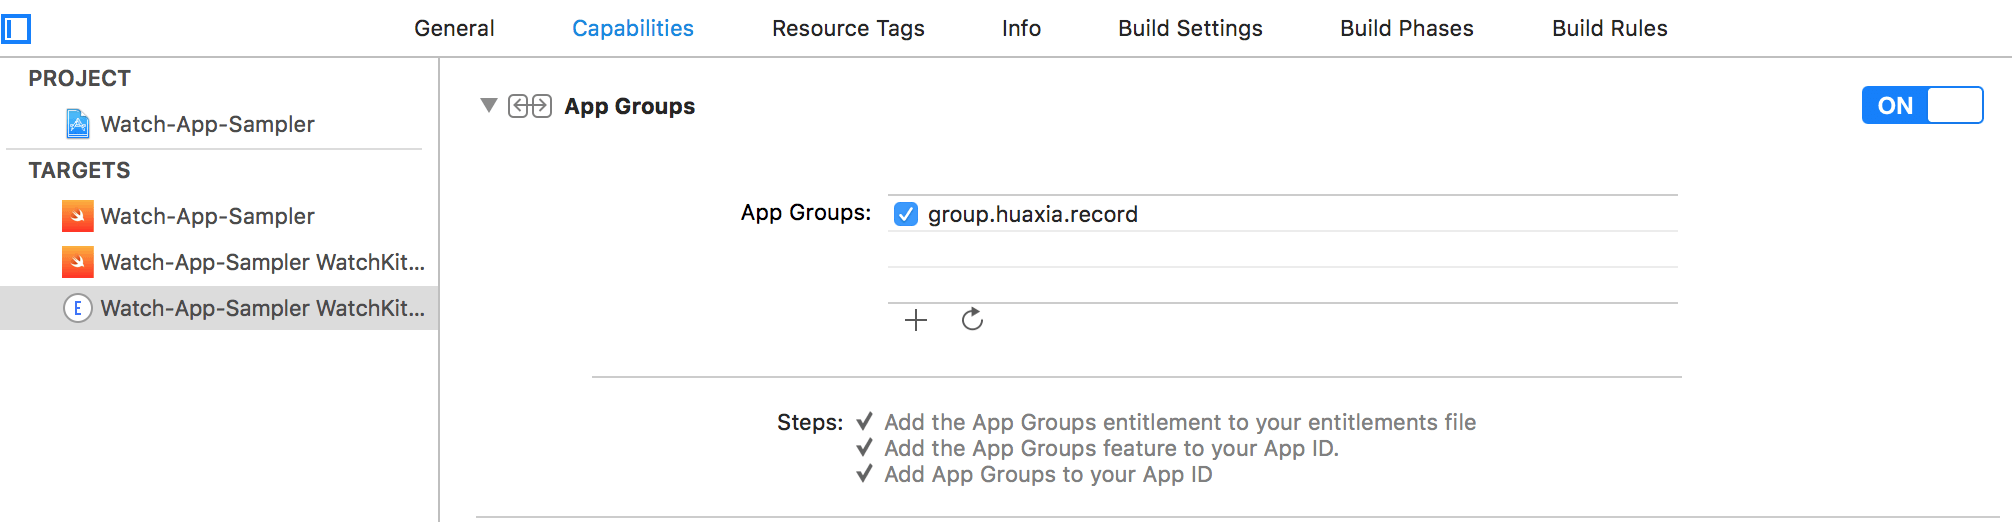 General Capabilities Resource Tags Info Build Settings Build Phases Build Rules
PROJECT
Watch-App-Sampler
TARGETS
Watch-App-Sampler
Watch-App-Sampler WatchKit...
E Watch-App-Sampler WatchKit...
App Groups
ON
App Groups: group.huaxia.record
Steps: ✓ Add the App Groups entitlement to your entitlements file
✓ Add the App Groups feature to your App ID.
✓ Add App Groups to your App ID